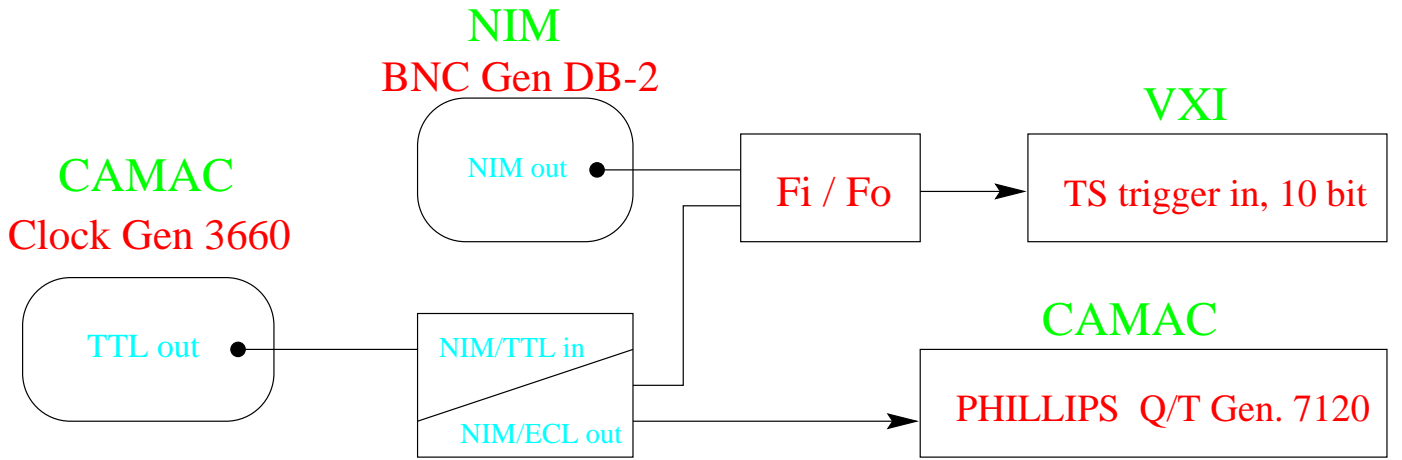 NIM
BNC Gen DB-2
NIM out
CAMAC
Clock Gen 3660
TTL out
NIM/TTL in
NIM/ECL out
Fi / Fo
VXI
TS trigger in, 10 bit
CAMAC
PHILLIPS Q/T Gen. 7120